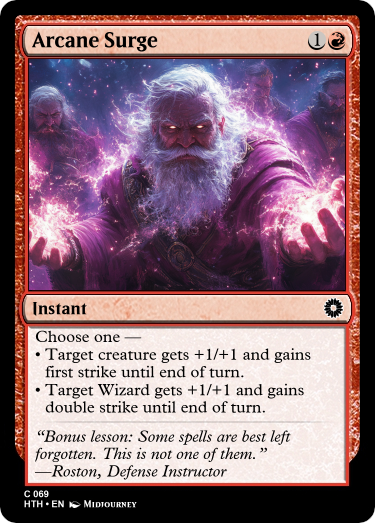 Arcane Surge 1
Instant
Choose one —
• Target creature gets +1/+1 and gains
first strike until end of turn.
• Target Wizard gets +1/+1 and gains
double strike until end of turn.
“Bonus lesson: Some spells are best left
forgotten. This is not one of them.”
—Roston, Defense Instructor
C 069
HTH • EN Midjourney